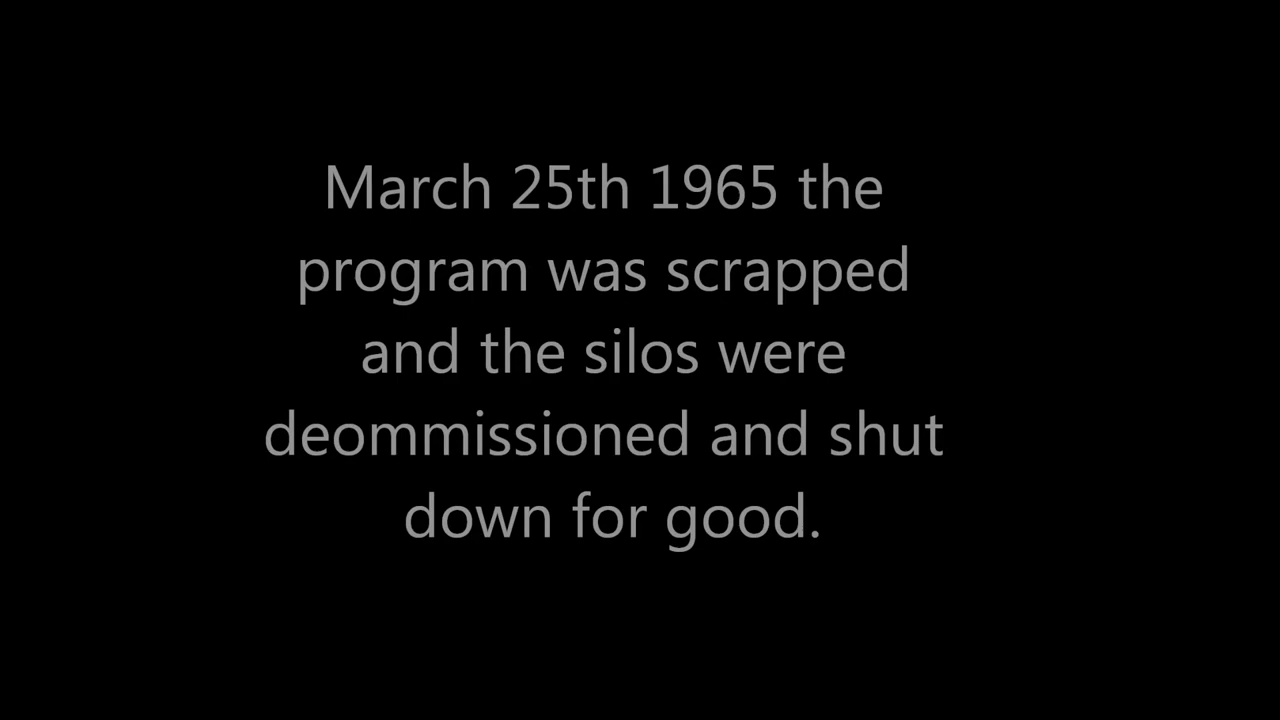 March 25th 1965 the
program was scrapped
and the silos were
deommissioned and shut
down for good.